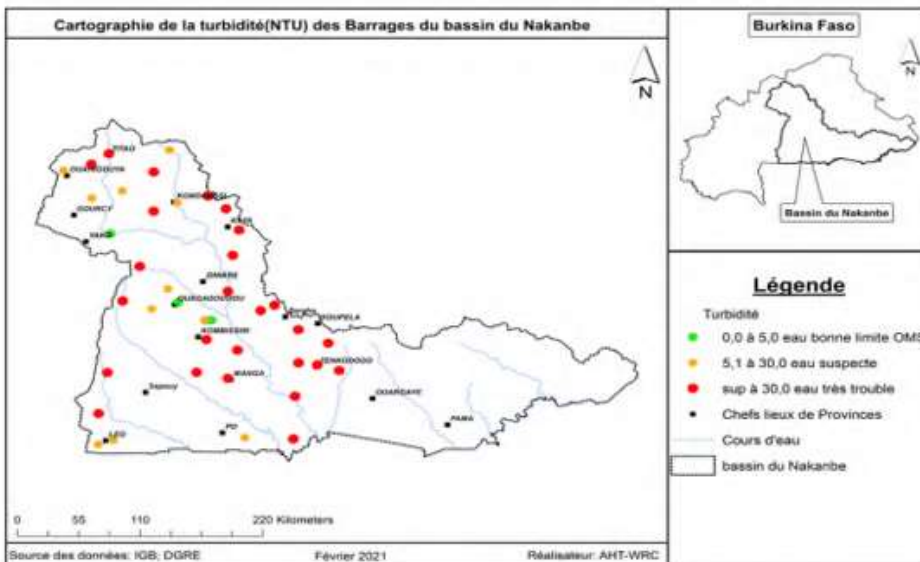 Cartographie de la turbidité(NTU) des Barrages du bassin du Nakanbe
N
TITAO
OUAHIGOUYA
KONGOUSSI
GOURCY
KAYA
YAKO
ZINIARE
OUAGADOUGOU
KOUPELA
KOMBISSIRI
TENKODOGO
MANGA
Sapouy
OUARGAYE
PAMA
PO
LEO
0 55 110 220 Kilometers
Source des données: IGB; DGRE Février 2021 Réalisateur: AHT-WRC
Burkina Faso
N
Bassin du Nakanbe
Légende
Turbidité
0,0 à 5,0 eau bonne limite OMS
5,1 à 30,0 eau suspecte
sup à 30,0 eau très trouble
Chefs lieux de Provinces
Cours d'eau
bassin du Nakanbe